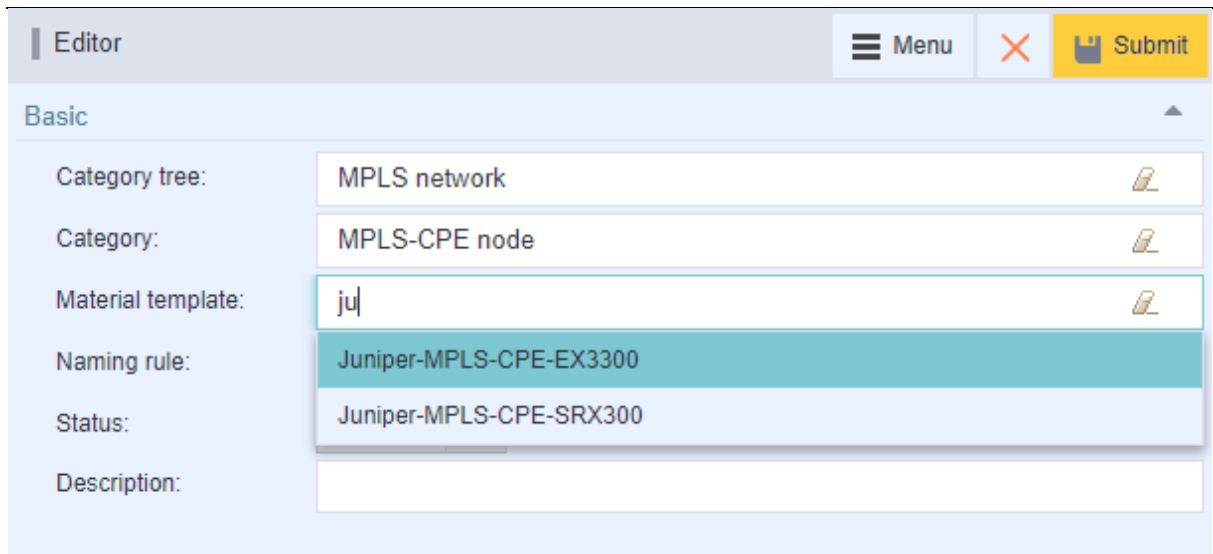 Editor
Menu
Submit
Basic
Category tree: MPLS network
Category: MPLS-CPE node
Material template: ju
Naming rule: Juniper-MPLS-CPE-EX3300
Status: Juniper-MPLS-CPE-SRX300
Description: